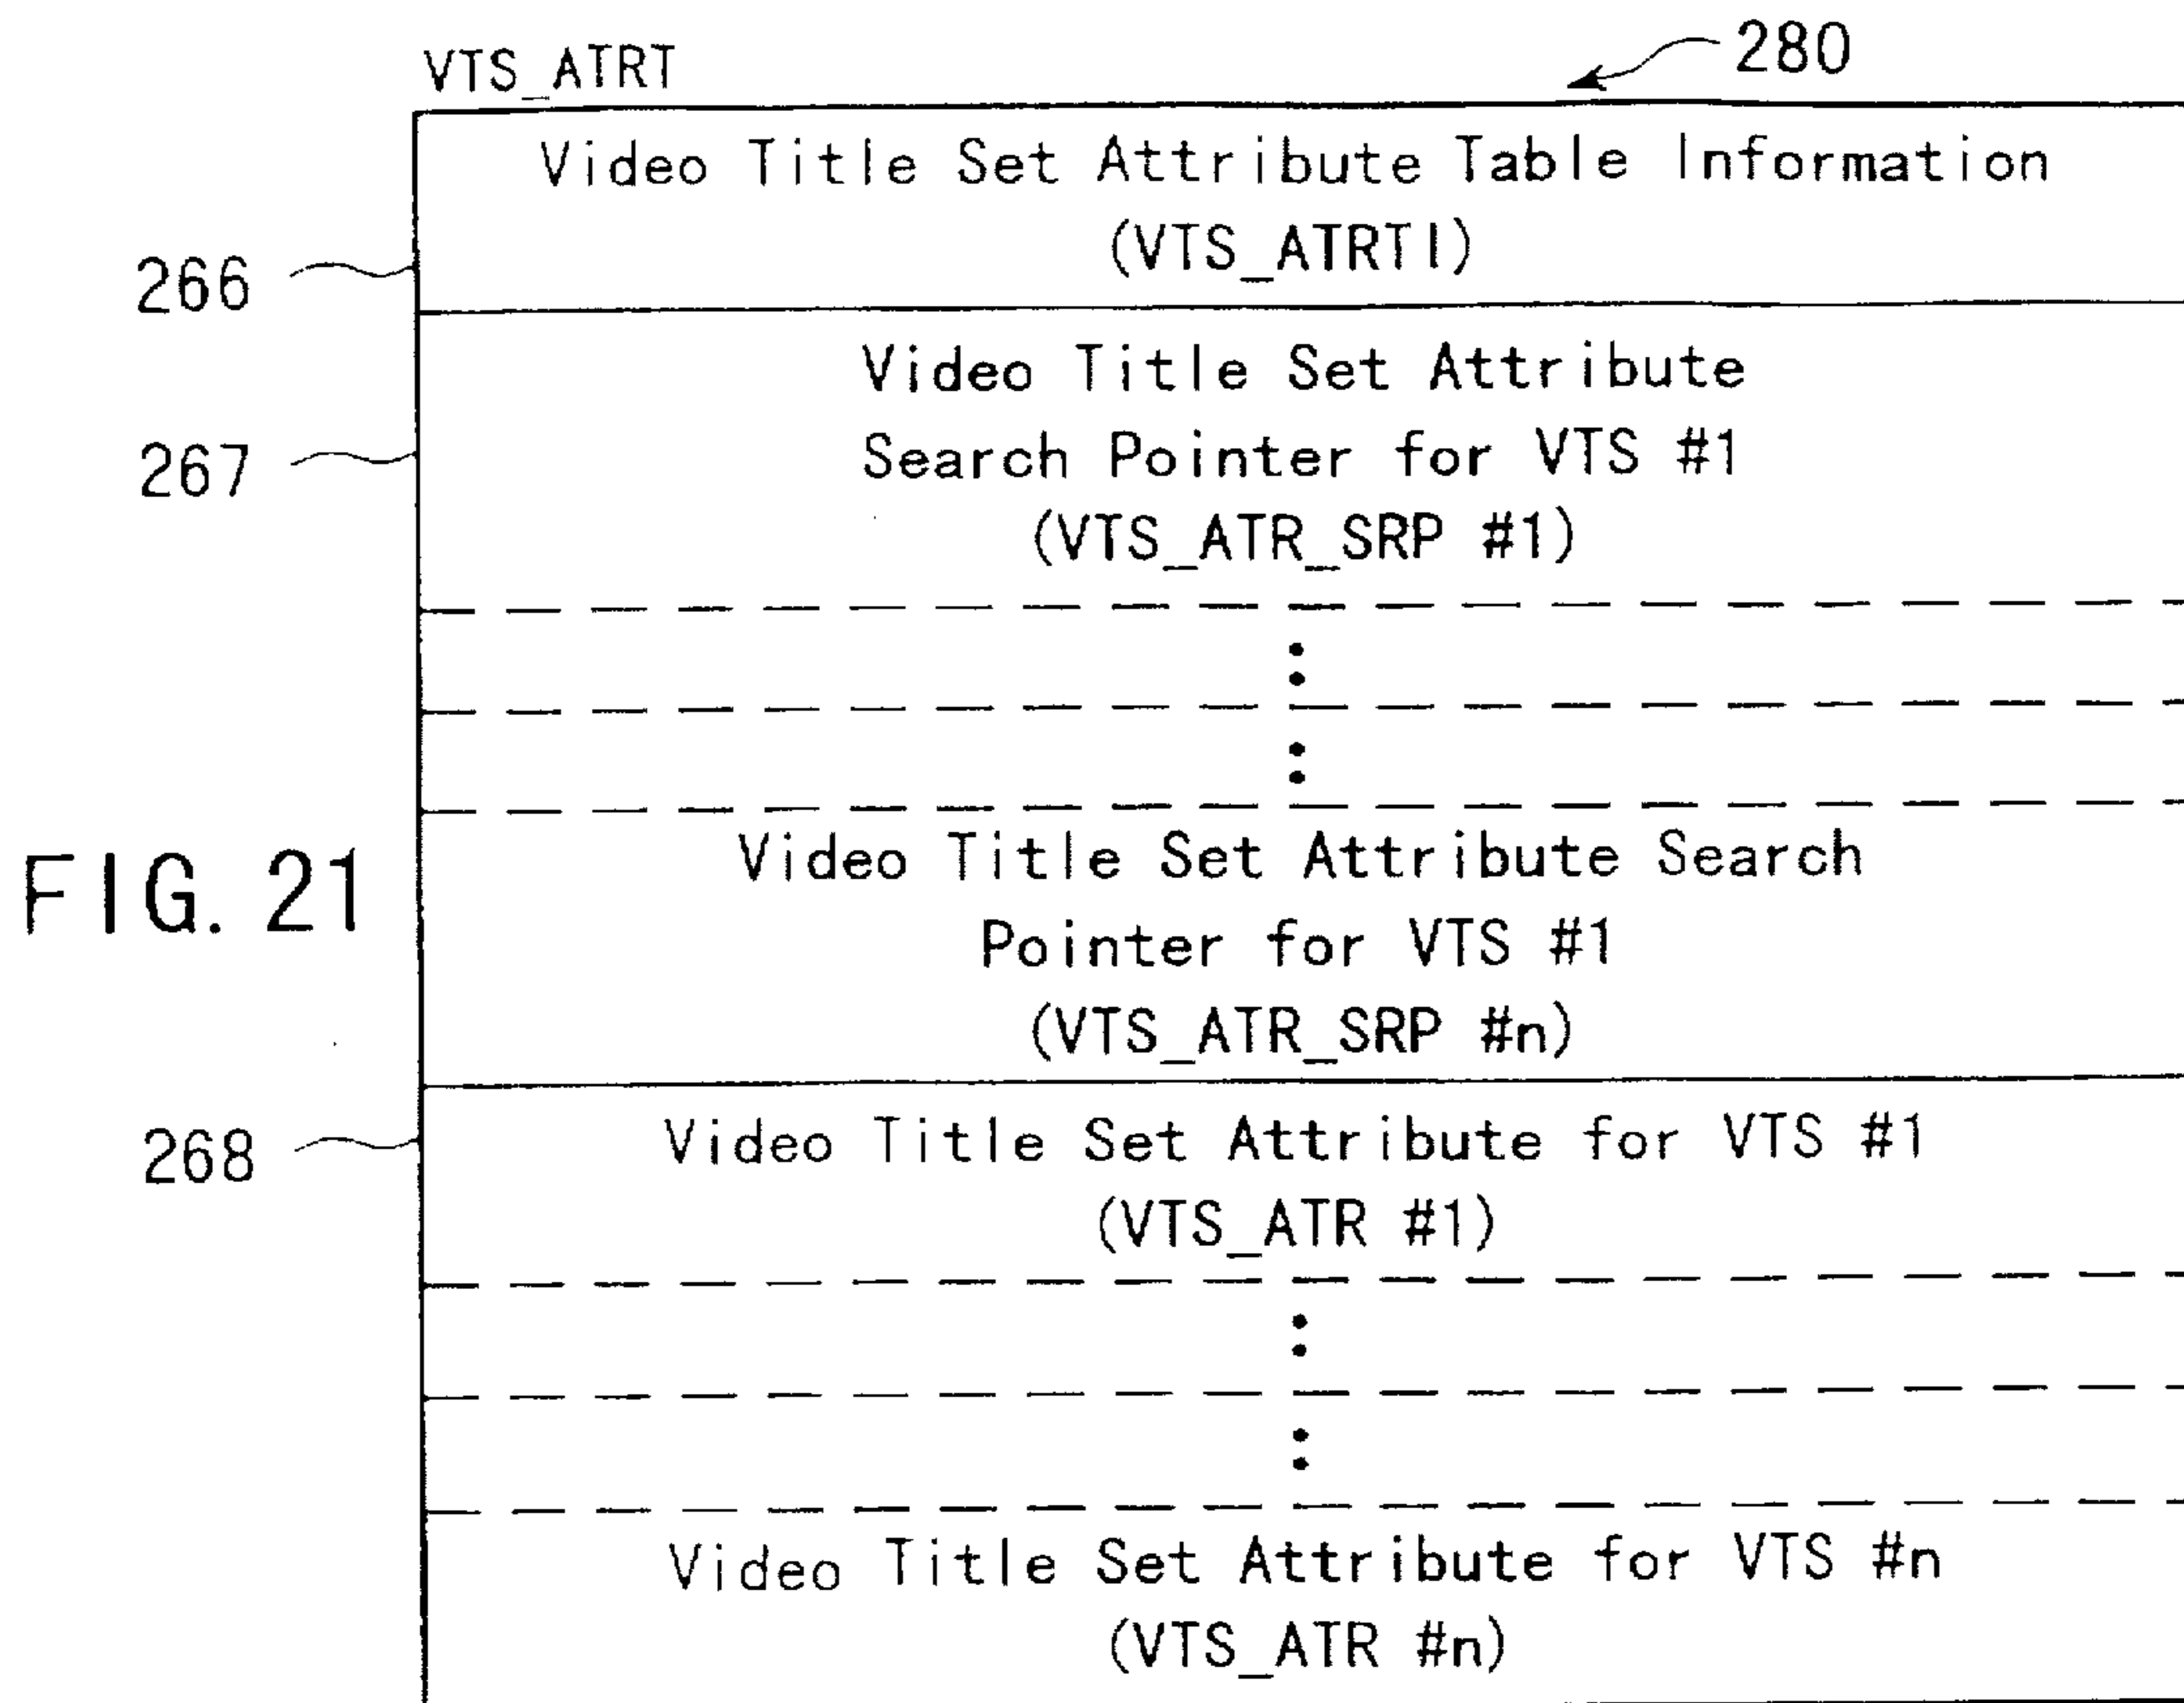 VTS_ATRT
280
Video Title Set Attribute Table Information
(VTS_ATRTI)
266
Video Title Set Attribute
Search Pointer for VTS #1
(VTS_ATR_SRP #1)
267
Video Title Set Attribute Search
Pointer for VTS #1
(VTS_ATR_SRP #n)
FIG. 21
Video Title Set Attribute for VTS #1
(VTS_ATR #1)
268
Video Title Set Attribute for VTS #n
(VTS_ATR #n)